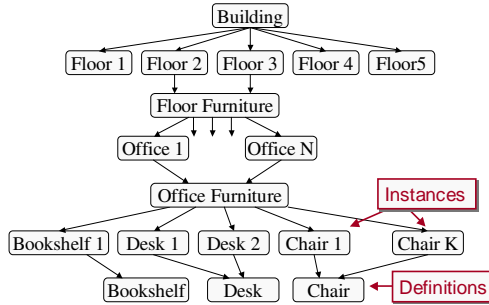 Building
Floor 1 Floor 2 Floor 3 Floor 4 Floor5
Floor Furniture
Office 1 Office N
Office Furniture
Instances
Bookshelf 1 Desk 1 Desk 2 Chair 1 Chair K
Bookshelf Desk Chair Definitions